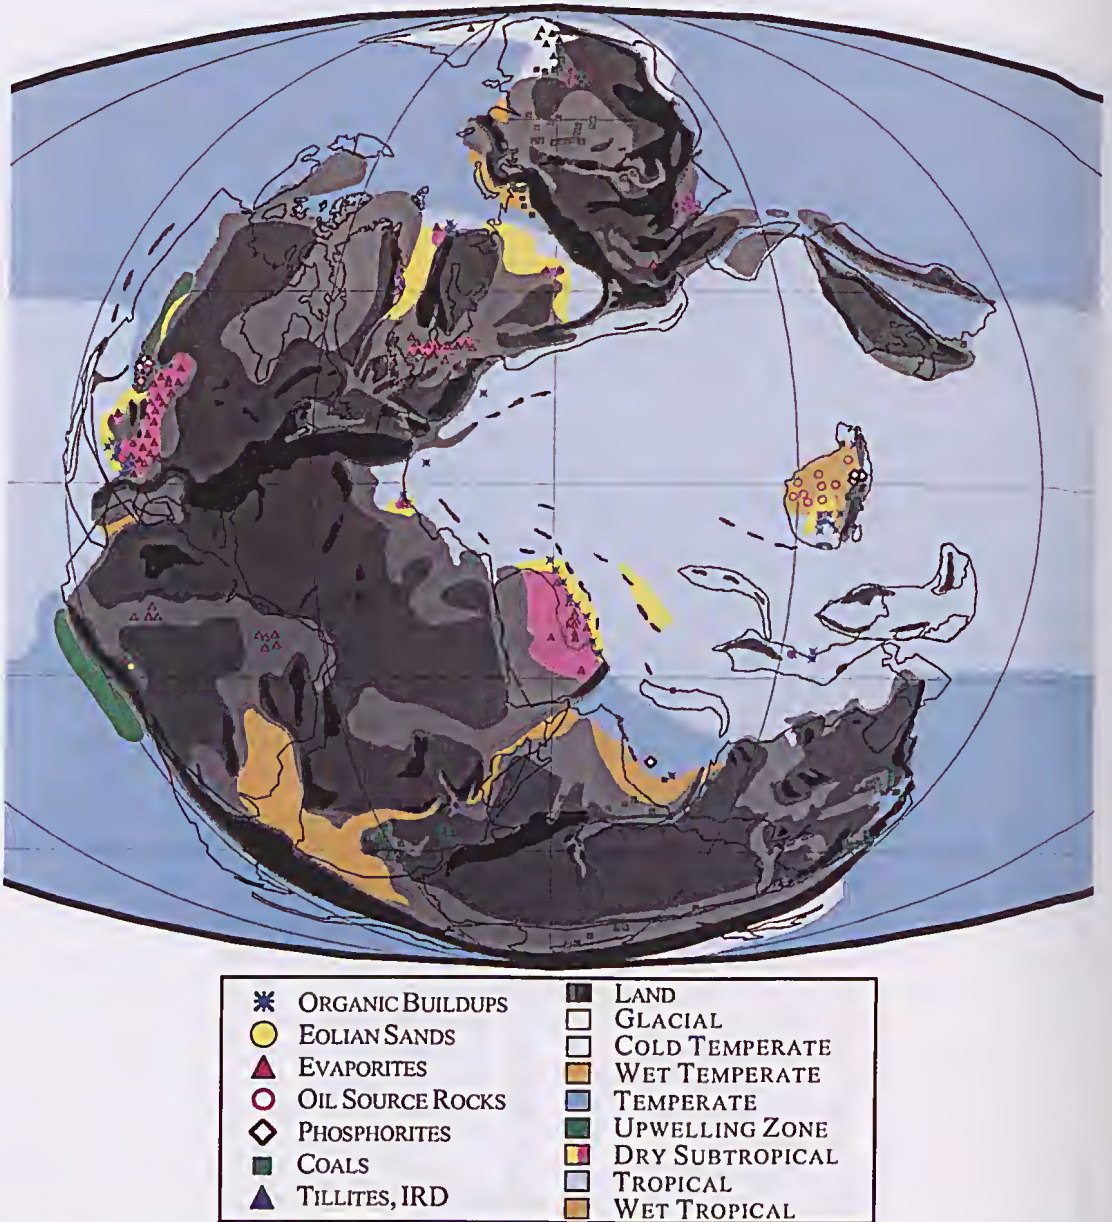 ORGANIC BUILDUPS
EOLIAN SANDS
EVAPORITES
OIL SOURCE ROCKS
PHOSPHORITES
COALS
TILLITES, IRD
LAND
GLACIAL
COLD TEMPERATE
WET TEMPERATE
TEMPERATE
UPWELLING ZONE
DRY SUBTROPICAL
TROPICAL
WET TROPICAL